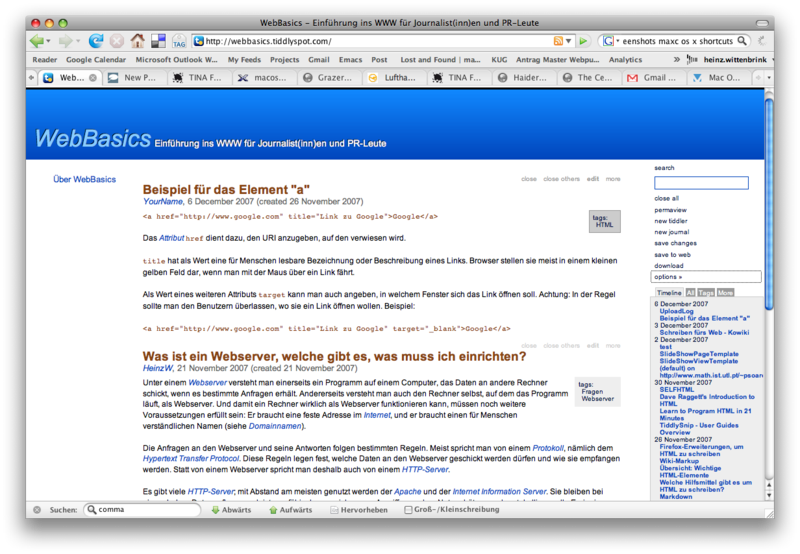 WebBasics – Einführung ins WWW für Journalist(inn)en und PR-Leute
http://webbasics.tiddlyspot.com/
eenshots maxc os x shortcuts
TAG
Reader Google Calendar Microsoft Outlook W... My Feeds Projects Gmail Emacs Post Lost and Found | ma... KUG Antrag Master Webpu... Analytics » heinz.wittenbrink
Web... New P... TINA F... macos... Grazer... Luftha... TINA F... Haider... The Ce... Gmail ... Mac O...
WebBasics Einführung ins WWW für Journalist(inn)en und PR-Leute
Über WebBasics
close close others edit more
Beispiel für das Element "a"
YourName, 6 December 2007 (created 26 November 2007)
tags:
HTML
<a href="http://www.google.com" title="Link zu Google">Google</a>
Das Attribut href dient dazu, den URI anzugeben, auf den verwiesen wird.
title hat als Wert eine für Menschen lesbare Bezeichnung oder Beschreibung eines Links. Browser stellen sie meist in einem kleinen
gelben Feld dar, wenn man mit der Maus über ein Link fährt.
Als Wert eines weiteren Attributs target kann man auch angeben, in welchem Fenster sich das Link öffnen soll. Achtung: In der Regel
sollte man den Benutzern überlassen, wo sie ein Link öffnen wollen. Beispiel:
<a href="http://www.google.com" title="Link zu Google" target="_blank">Google</a>
close close others edit more
Was ist ein Webserver, welche gibt es, was muss ich einrichten?
HeinzW, 21 November 2007 (created 21 November 2007)
tags:
Fragen
Webserver
Unter einem Webserver versteht man einerseits ein Programm auf einem Computer, das Daten an andere Rechner
schickt, wenn es bestimmte Anfragen erhält. Andererseits versteht man auch den Rechner selbst, auf dem das Programm
läuft, als Webserver. Und damit ein Rechner wirklich als Webserver funktionieren kann, müssen noch weitere
Voraussetzungen erfüllt sein: Er braucht eine feste Adresse im Internet, und er braucht einen für Menschen
verständlichen Namen (siehe Domainnamen).
Die Anfragen an den Webserver und seine Antworten folgen bestimmten Regeln. Meist spricht man von einem Protokoll, nämlich dem
Hypertext Transfer Protocol. Diese Regeln legen fest, welche Daten an den Webserver geschickt werden dürfen und wie sie empfangen
werden. Statt von einem Webserver spricht man deshalb auch von einem HTTP-Server.
Es gibt viele HTTP-Server; mit Abstand am meisten genutzt werden der Apache und der Internet Information Server. Sie bleiben bei
search
close all
permaview
new tiddler
new journal
save changes
save to web
download
options »
Timeline All Tags More
6 December 2007
UploadLog
Beispiel für das Element "a"
3 December 2007
Schreiben fürs Web - Kowiki
2 December 2007
test
SlideShowPageTemplate
SlideShowViewTemplate
(default) on
http://www.math.ist.utl.pt/~psoan
30 November 2007
SELFHTML
Dave Raggett's Introduction to
HTML
Learn to Program HTML in 21
Minutes
TiddlySnip - User Guides
Overview
26 November 2007
Firefox-Erweiterungen, um
HTML zu schreiben
Wiki-Markup
Übersicht: Wichtige
HTML-Elemente
Welche Hilfsmittel gibt es um
HTML zu schreiben?
Markdown
Suchen: comma Abwärts Aufwärts Hervorheben Groß-/Kleinschreibung